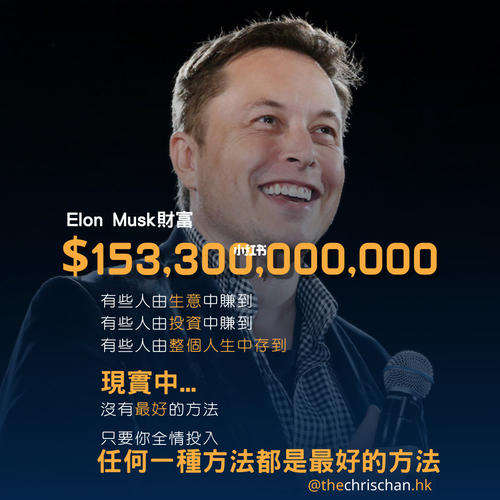 Elon Musk財富
$153,300,000,000
小红书
有些人由生意中賺到
有些人由投資中賺到
有些人由整個人生中存到
現實中...
沒有最好的方法
只要你全情投入
任何一種方法都是最好的方法
@thechrischan.hk